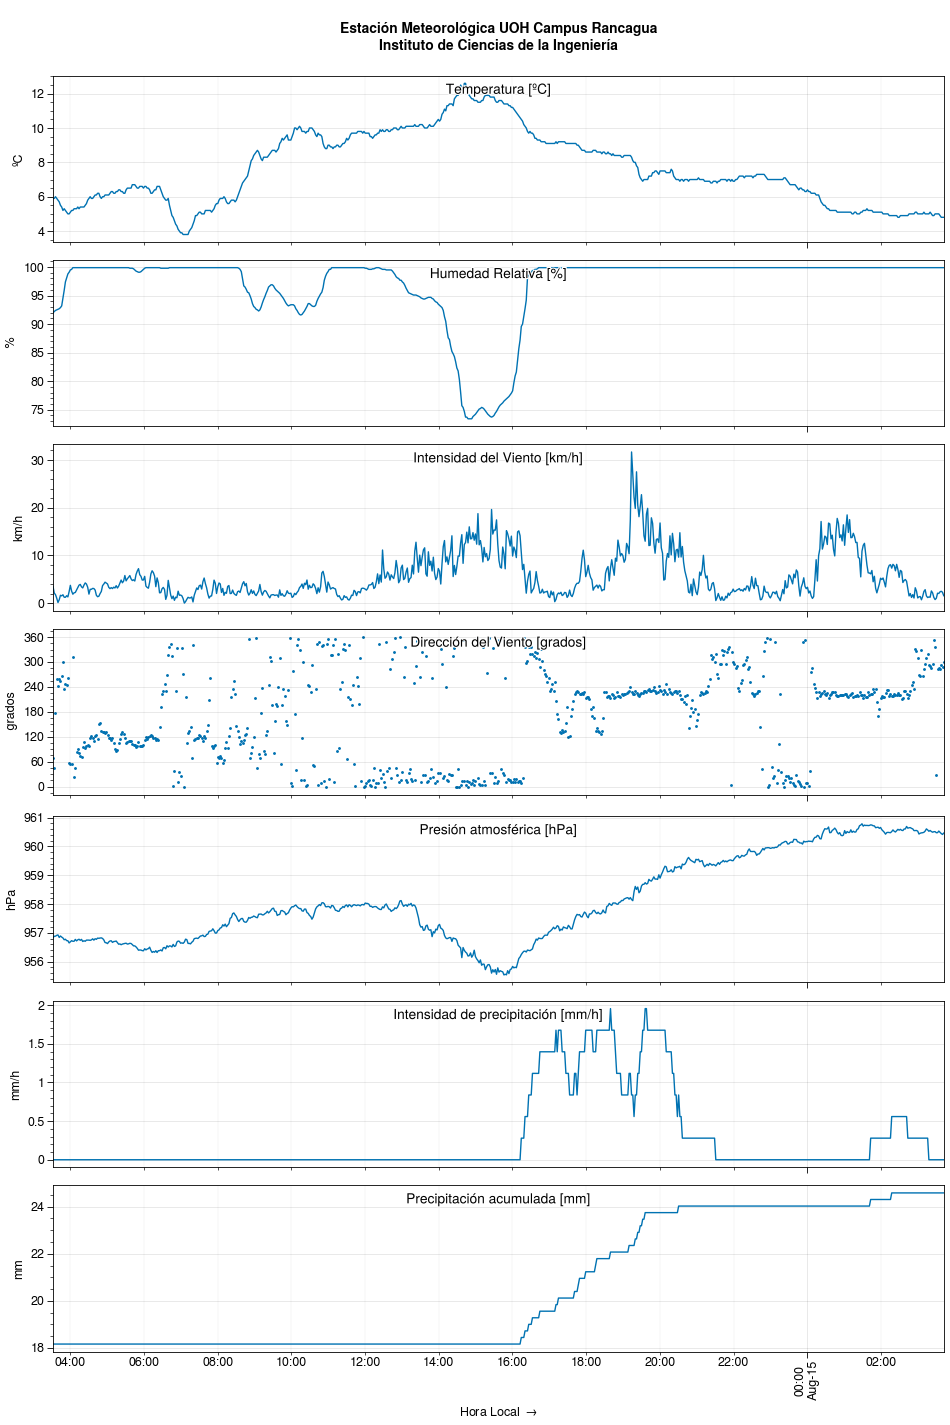 Estación Meteorológica UOH Campus Rancagua
Instituto de Ciencias de la Ingeniería
Temperatura [ºC]
12
10
8
6
4
ºC
Humedad Relativa [%]
100
95
90
85
80
75
%
Intensidad del Viento [km/h]
30
20
10
0
km/h
Dirección del Viento [grados]
360
300
240
180
120
60
0
grados
Presión atmosférica [hPa]
961
960
959
958
957
956
hPa
Intensidad de precipitación [mm/h]
2
1.5
1
0.5
0
mm/h
Precipitación acumulada [mm]
24
22
20
18
mm
04:00 06:00 08:00 10:00 12:00 14:00 16:00 18:00 20:00 22:00 00:00 02:00
Aug-15
Hora Local →